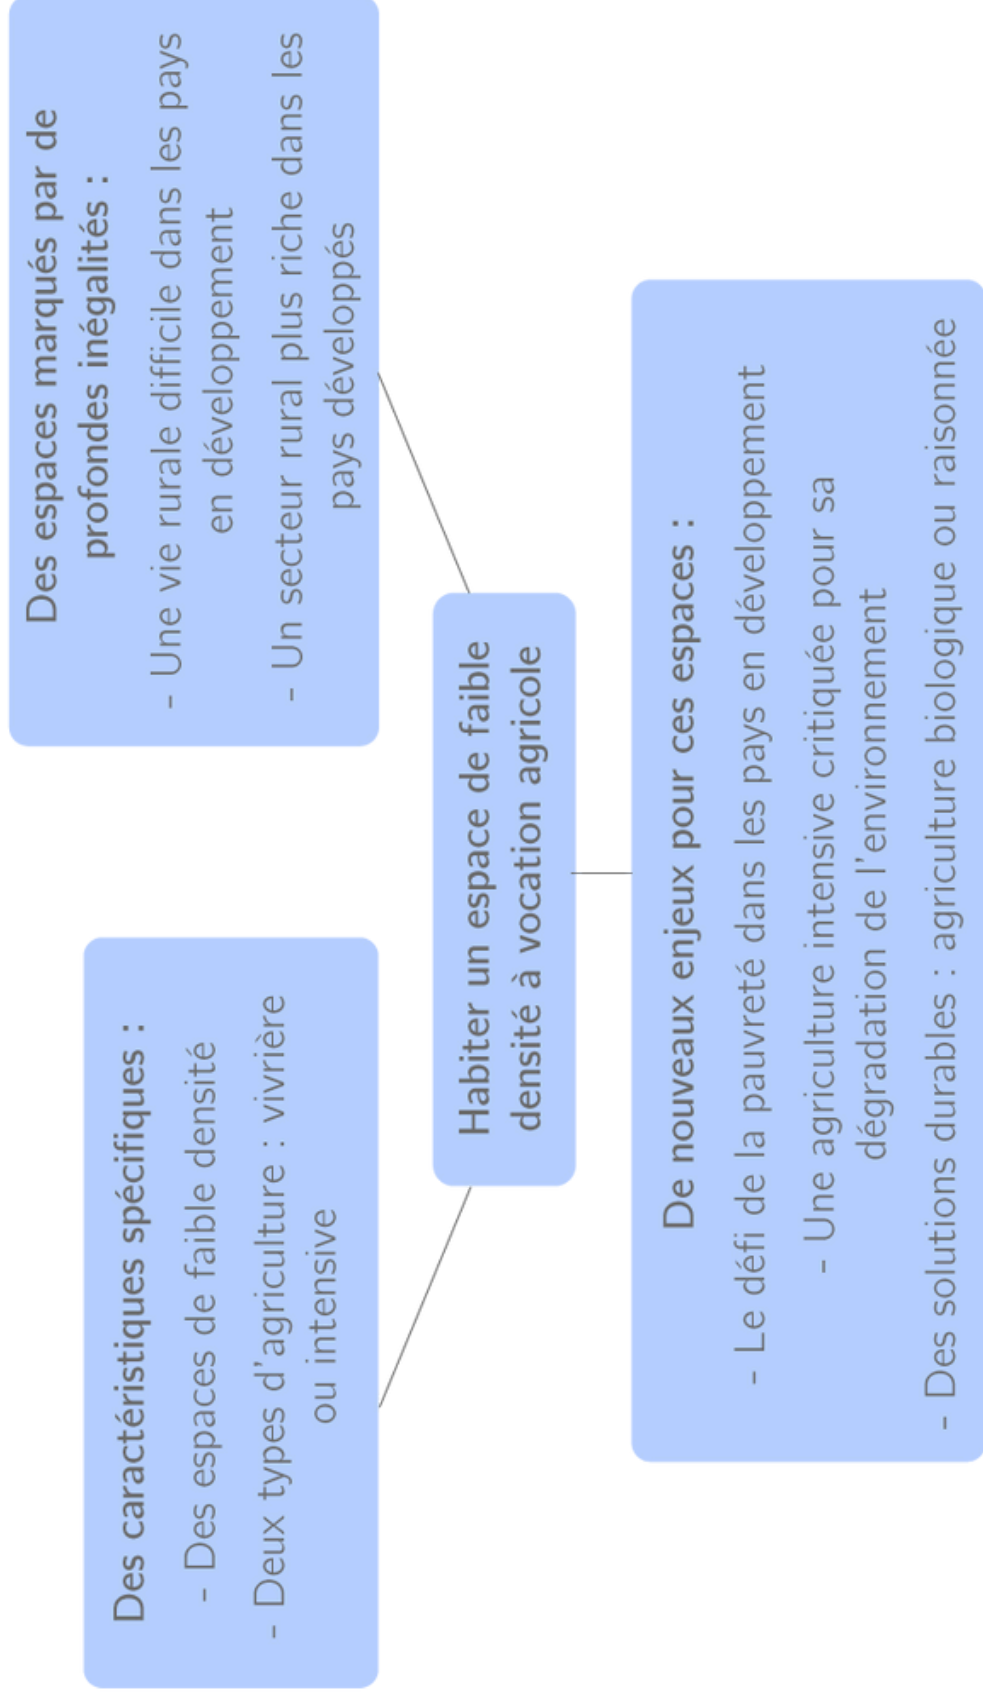 Des caractéristiques spécifiques :
- Des espaces de faible densité
- Deux types d'agriculture : vivrière
ou intensive
Des espaces marqués par de
profondes inégalités :
- Une vie rurale difficile dans les pays
en développement
- Un secteur rural plus riche dans les
pays développés
Habiter un espace de faible
densité à vocation agricole
De nouveaux enjeux pour ces espaces :
- Le défi de la pauvreté dans les pays en développement
- Une agriculture intensive critiquée pour sa
dégradation de l'environnement
- Des solutions durables : agriculture biologique ou raisonnée